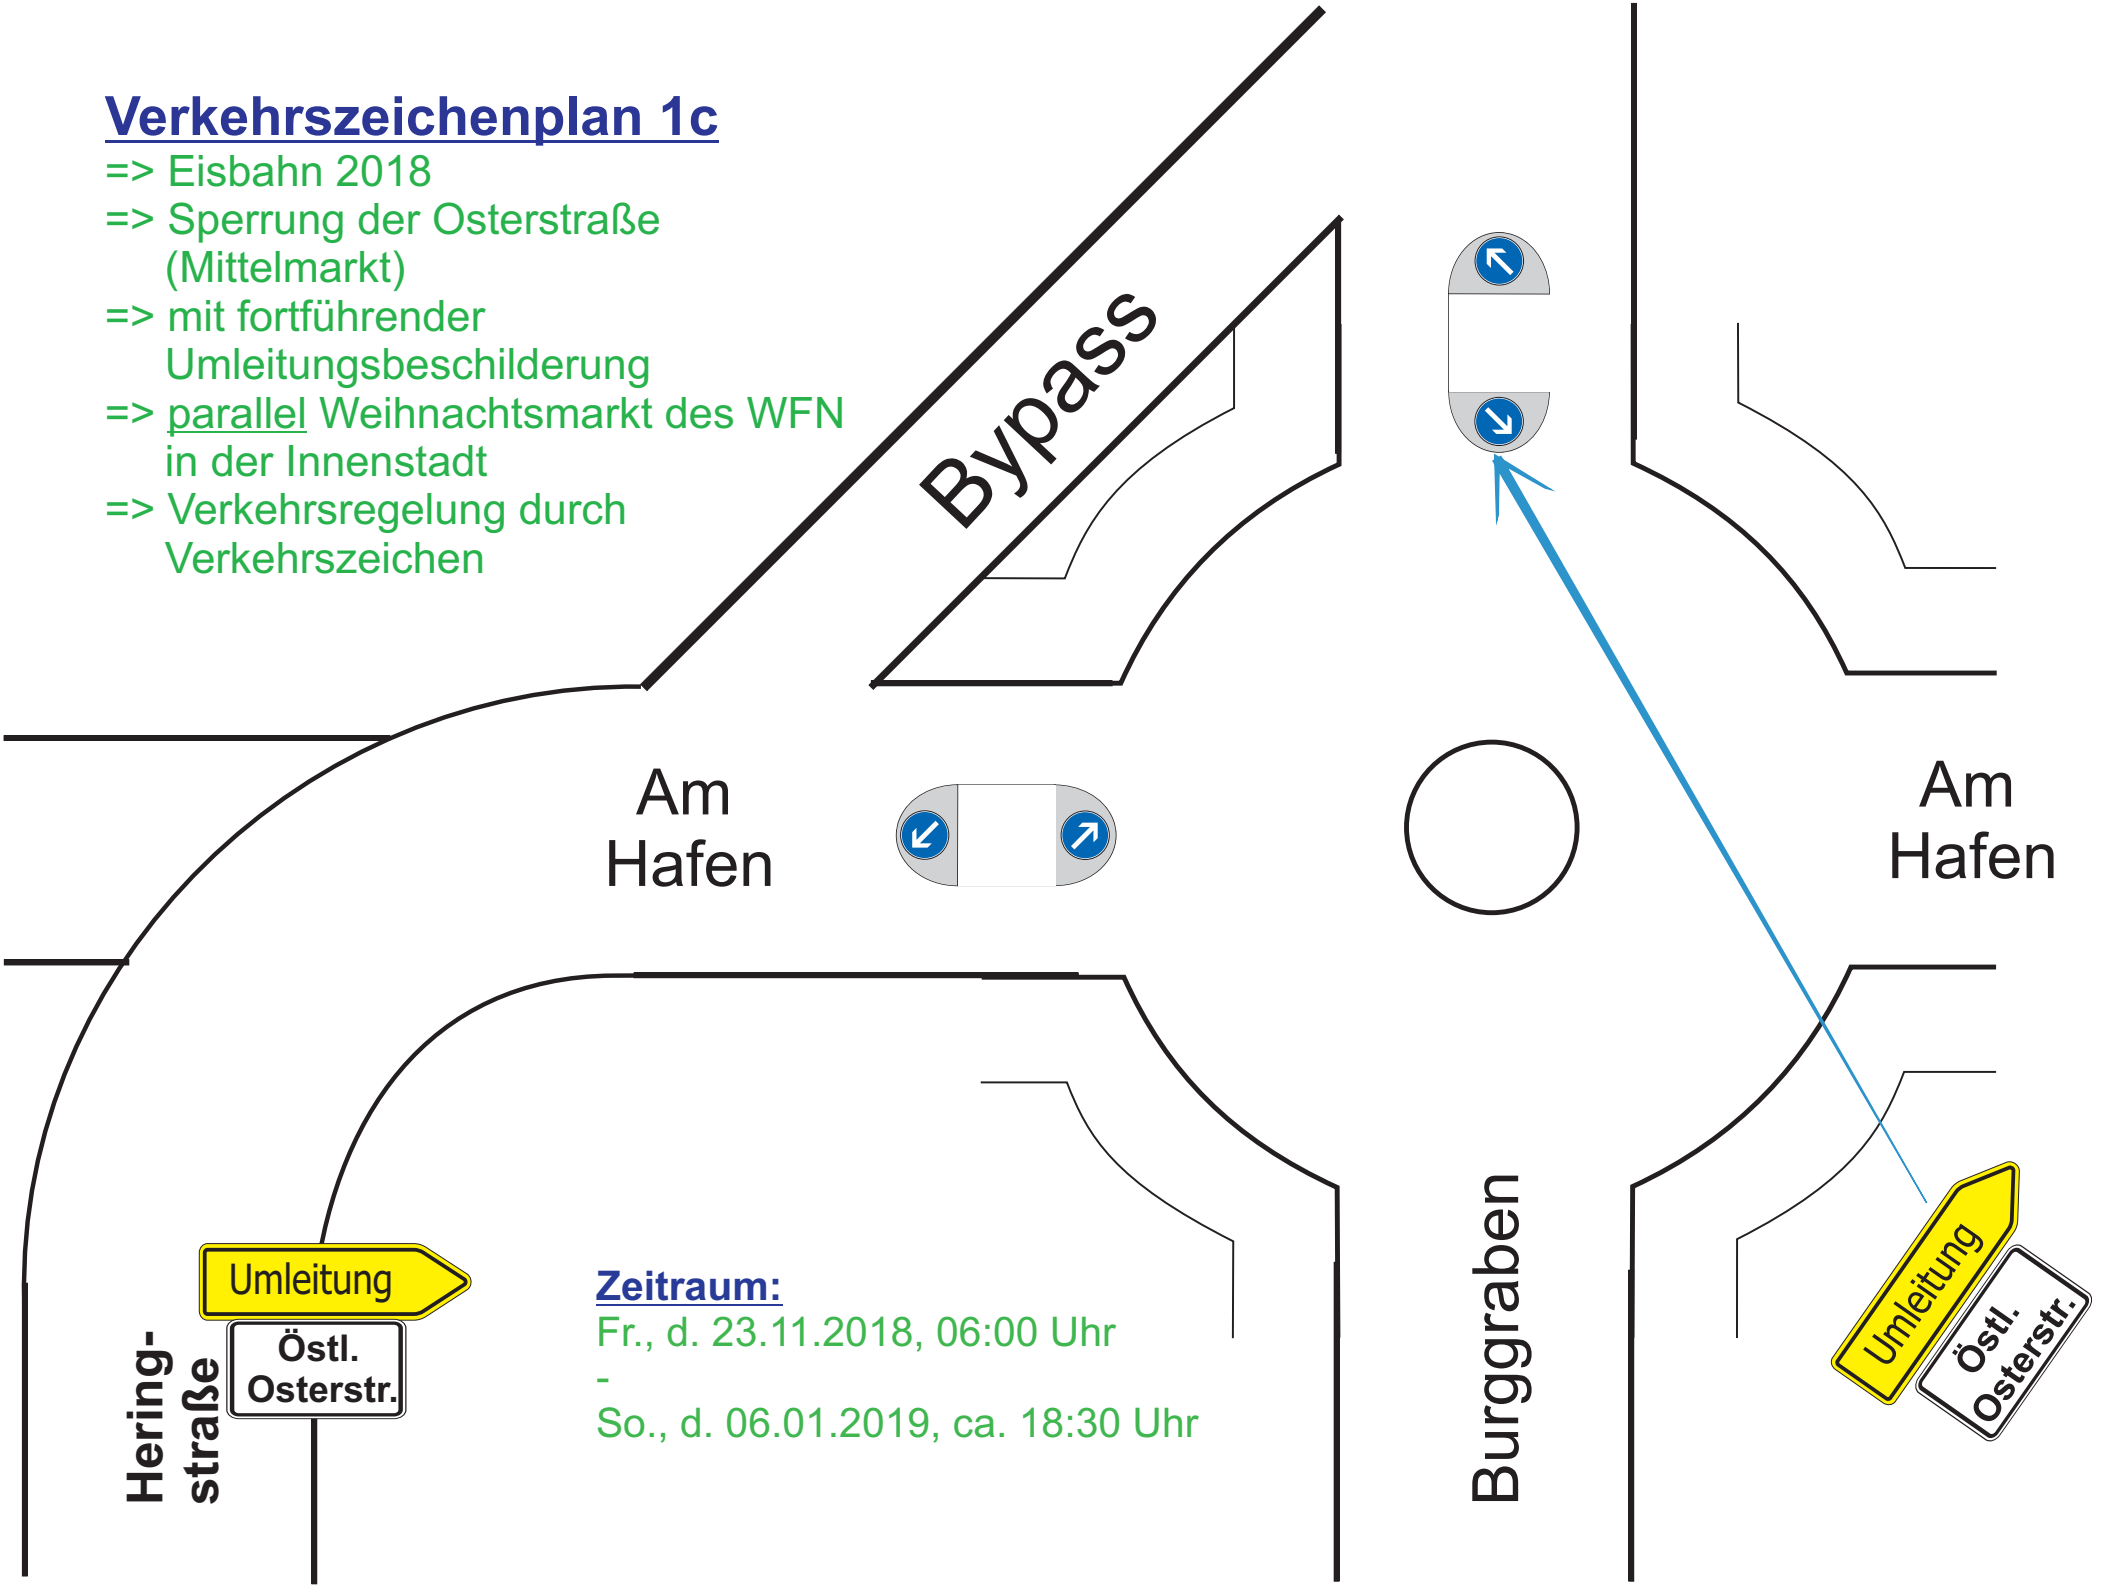 Verkehrszeichenplan 1c
=> Eisbahn 2018
=> Sperrung der Osterstraße
(Mittelmarkt)
=> mit fortführender
Umleitungsbeschilderung
=> parallel Weihnachtsmarkt des WFN
in der Innenstadt
=> Verkehrsregelung durch
Verkehrszeichen
Bypass
Am
Hafen
Am
Hafen
Hering-
straße
Umleitung
Östl.
Osterstr.
Zeitraum:
Fr., d. 23.11.2018, 06:00 Uhr
-
So., d. 06.01.2019, ca. 18:30 Uhr
Burggraben
Umleitung
Östl.
Osterstr.